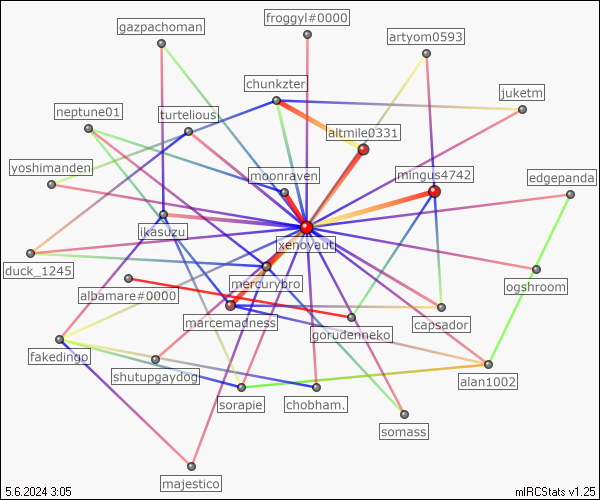 froggyl#0000
gazpachoman
artyom0593
chunkzter
juketm
neptune01
turtelious
altmile0331
yoshimanden
moonraven
mingus4742
edgepanda
ikasuzu
xenoyaut
duck_1245
mercurybro
ogshroom
albamare#0000
marcemadness
gorudenneko
capsador
fakedingo
shutupgaydog
alan1002
sorapie
chobham.
somass
majestico
5.6.2024 3:05
mIRCStats v1.25